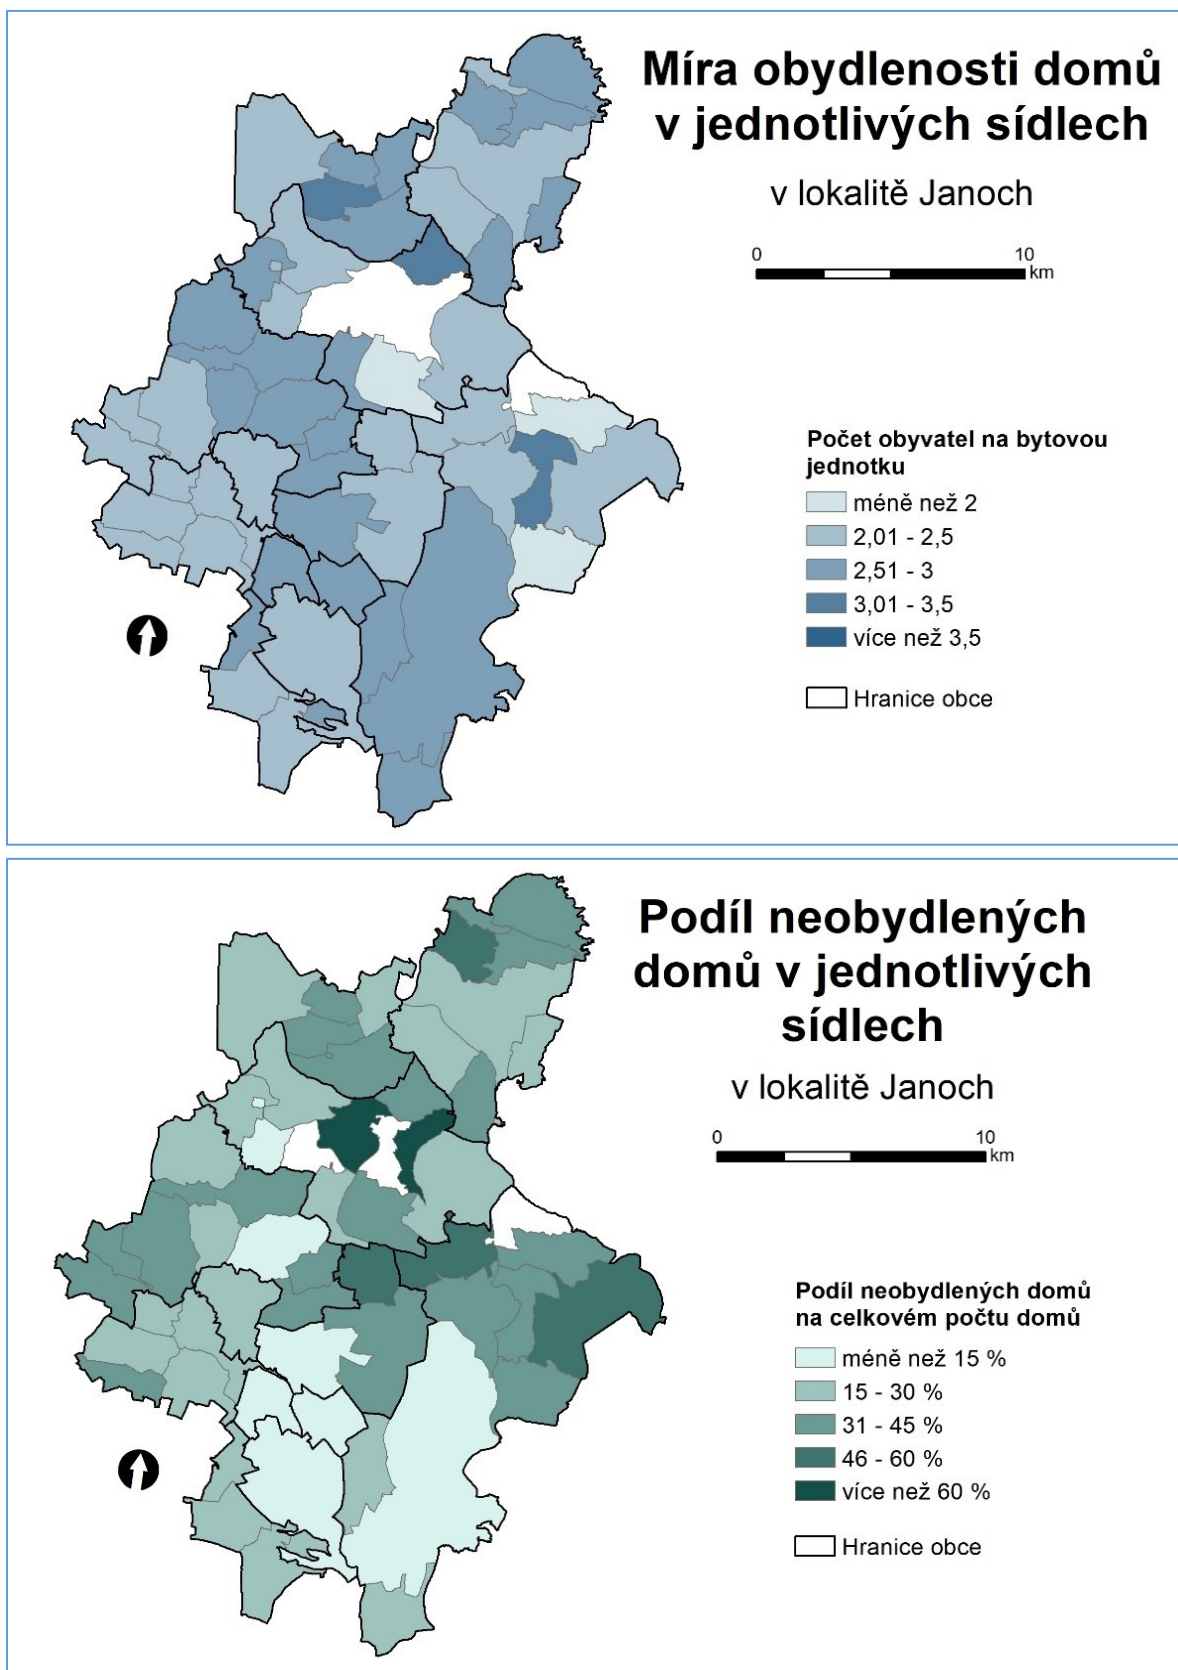 Míra obydlenosti domů
v jednotlivých sídlech
v lokalitě Janoch
0 10
km
Počet obyvatel na bytovou
jednotku
méně než 2
2,01 - 2,5
2,51 - 3
3,01 - 3,5
více než 3,5
Hranice obce
Podíl neobydlených
domů v jednotlivých
sídlech
v lokalitě Janoch
0 10
km
Podíl neobydlených domů
na celkovém počtu domů
méně než 15 %
15 - 30 %
31 - 45 %
46 - 60 %
více než 60 %
Hranice obce